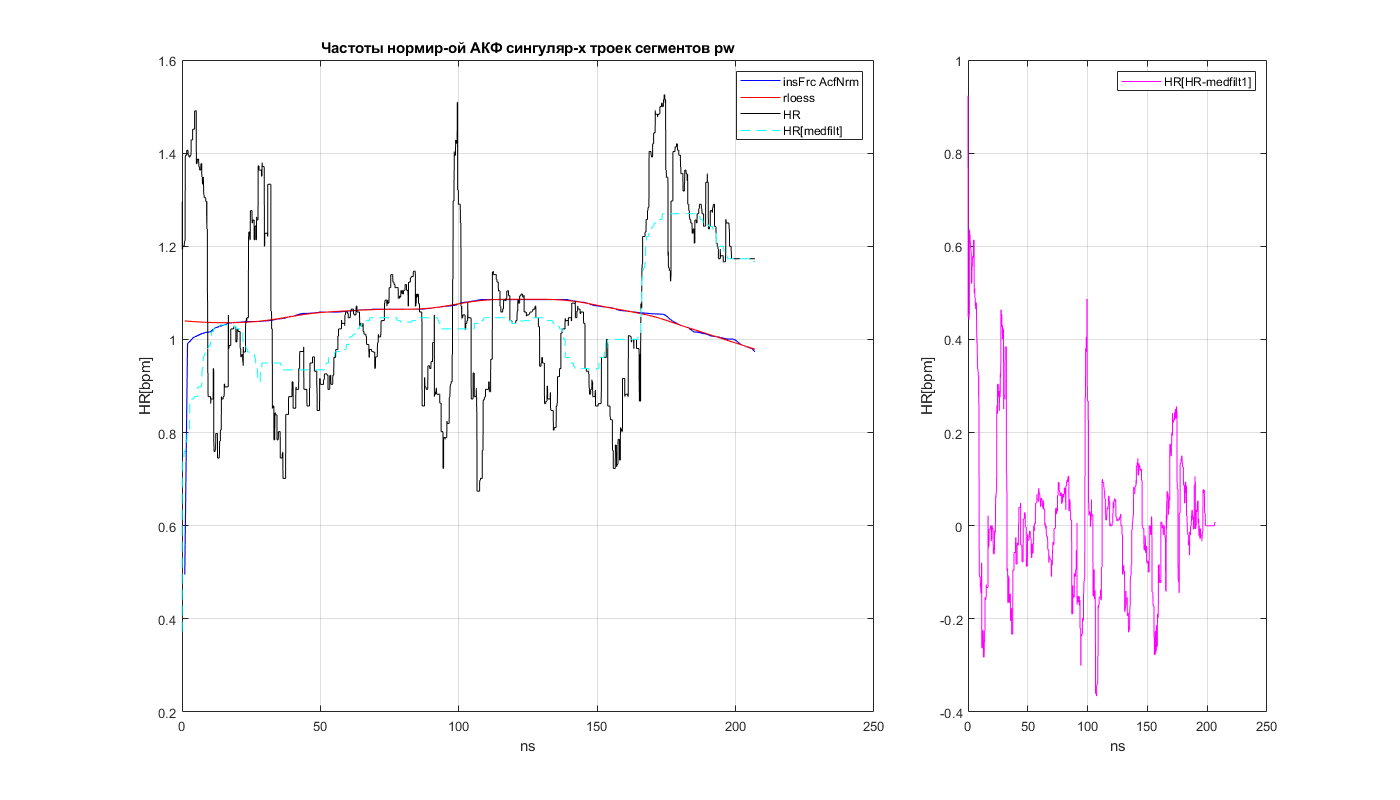 Частоты нормир-ой АКФ сингуляр-х троек сегментов pw
1.6
1.4
1.2
1
0.8
0.6
0.4
0.2
HR[bpm]
0 50 100 150 200 250
ns
insFrc AcfNrm
rloess
HR
HR[medfilt]
1
0.8
0.6
0.4
0.2
0
-0.2
-0.4
HR[bpm]
0 50 100 150 200 250
ns
HR[HR-medfilt1]